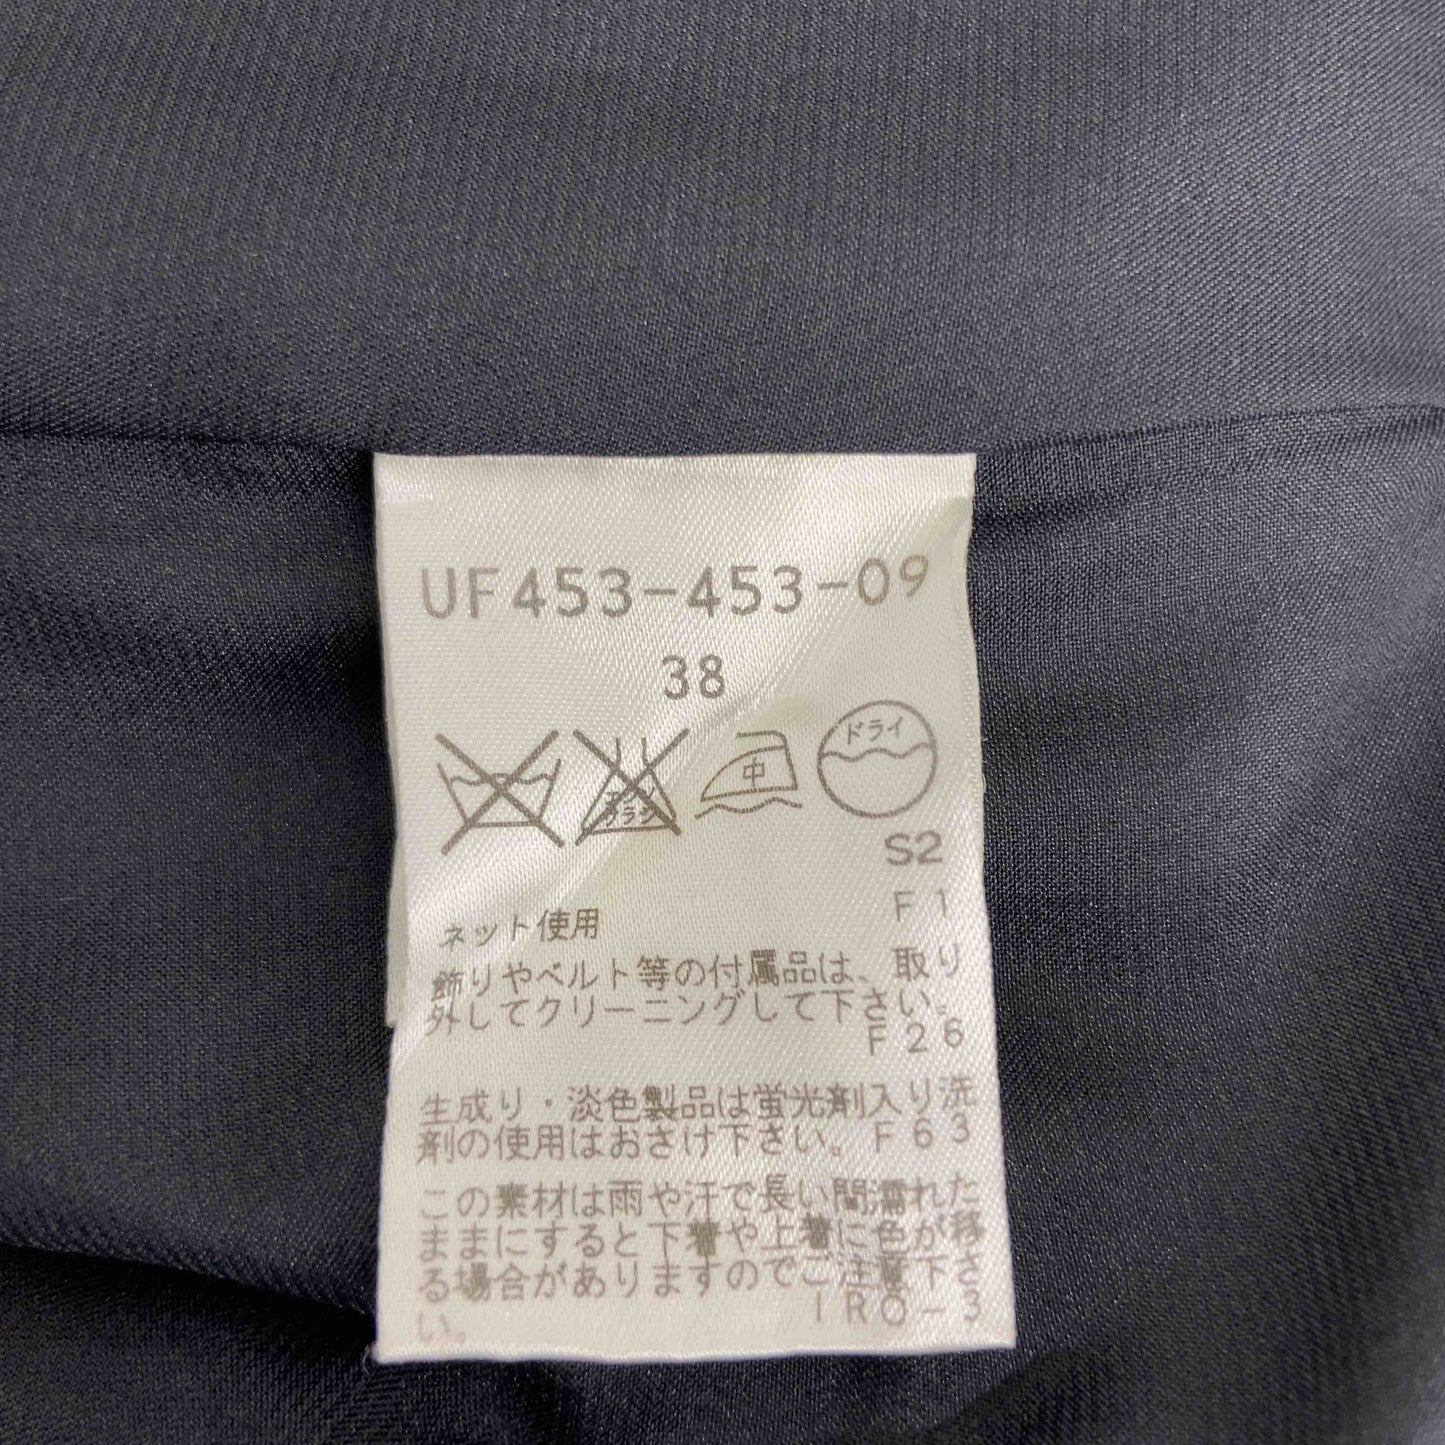 UF453-453-09
38
中
ドライ
S2
F1
ネット使用
飾りやベルト等の付属品は、取り
外してクリーニングして下さい。
F26
生成り・淡色製品は蛍光剤入り洗
剤の使用はおさけ下さい。F63
この素材は雨や汗で長い間濡れた
ままにすると下着や上着に色が移
る場合がありますのでご注意下さ
い。 IRO-3